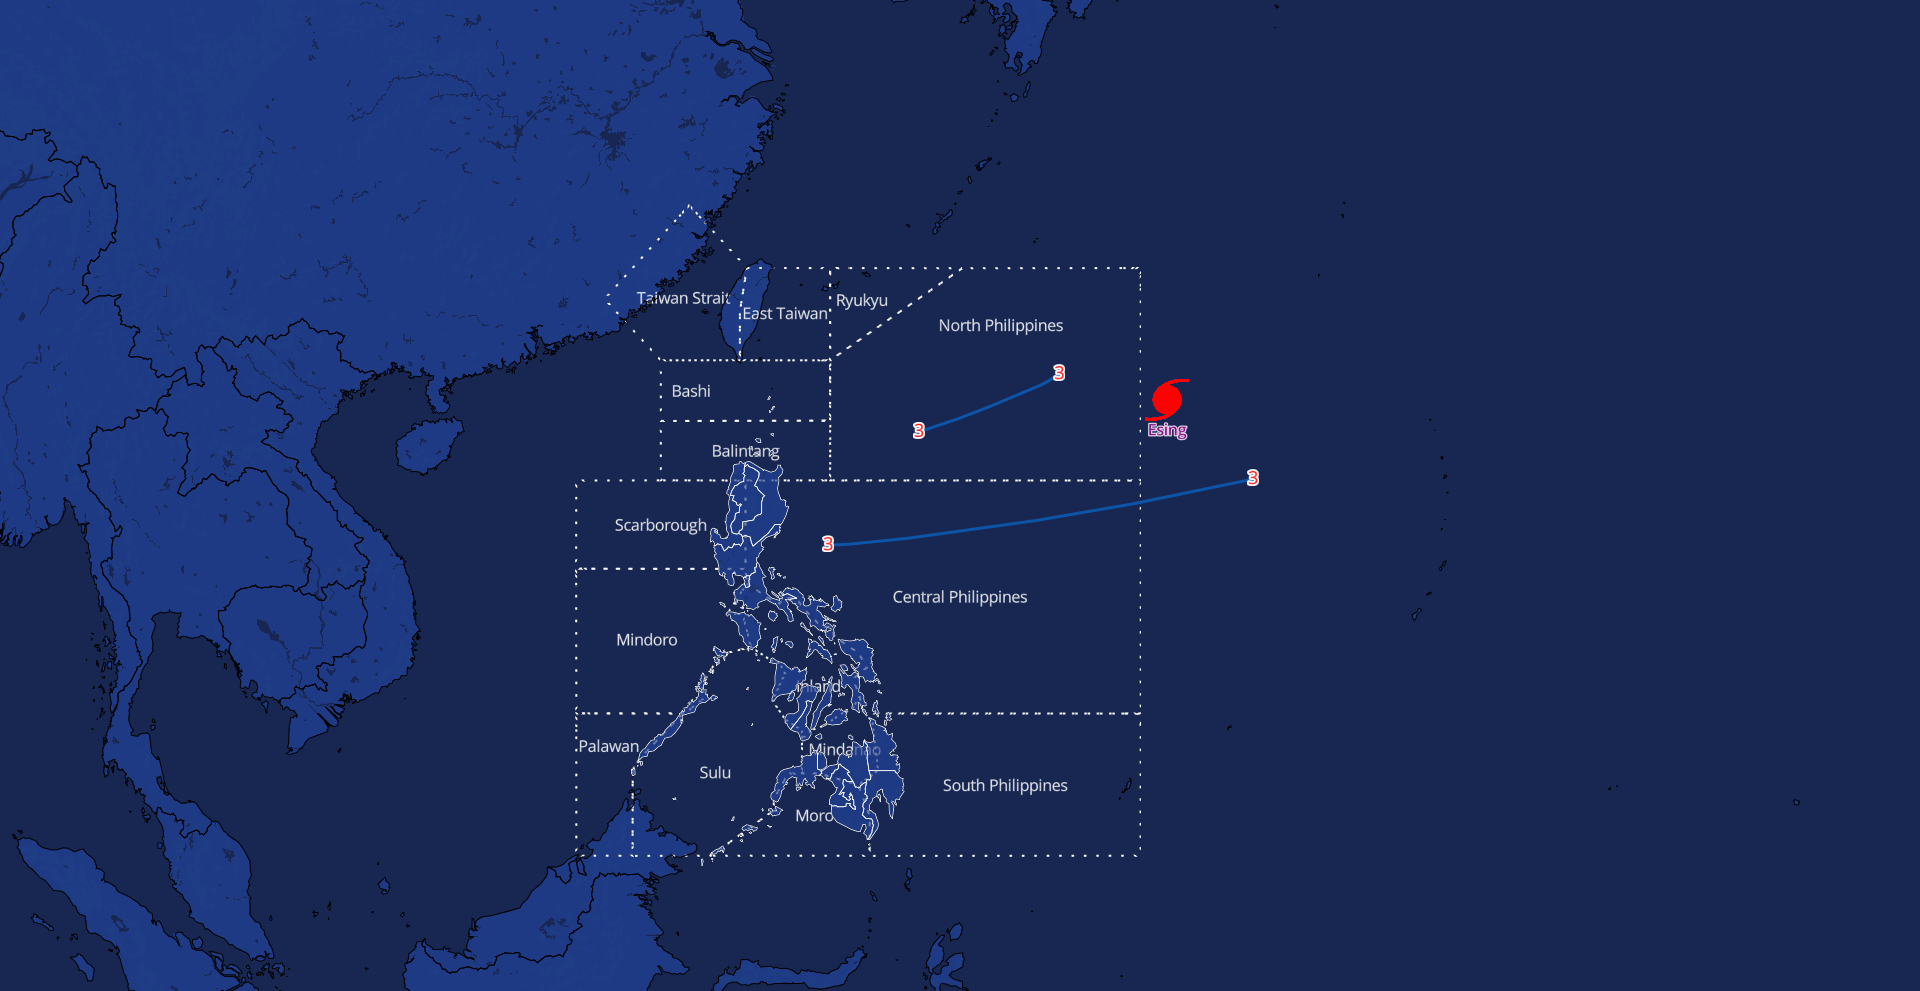 Taiwan Strait
East Taiwan
Ryukyu
North Philippines
3
Bashi
3
Esing
Balintang
3
Scarborough
3
Central Philippines
Mindoro
Inland
Palawan
Mindanao
Sulu
South Philippines
Moro